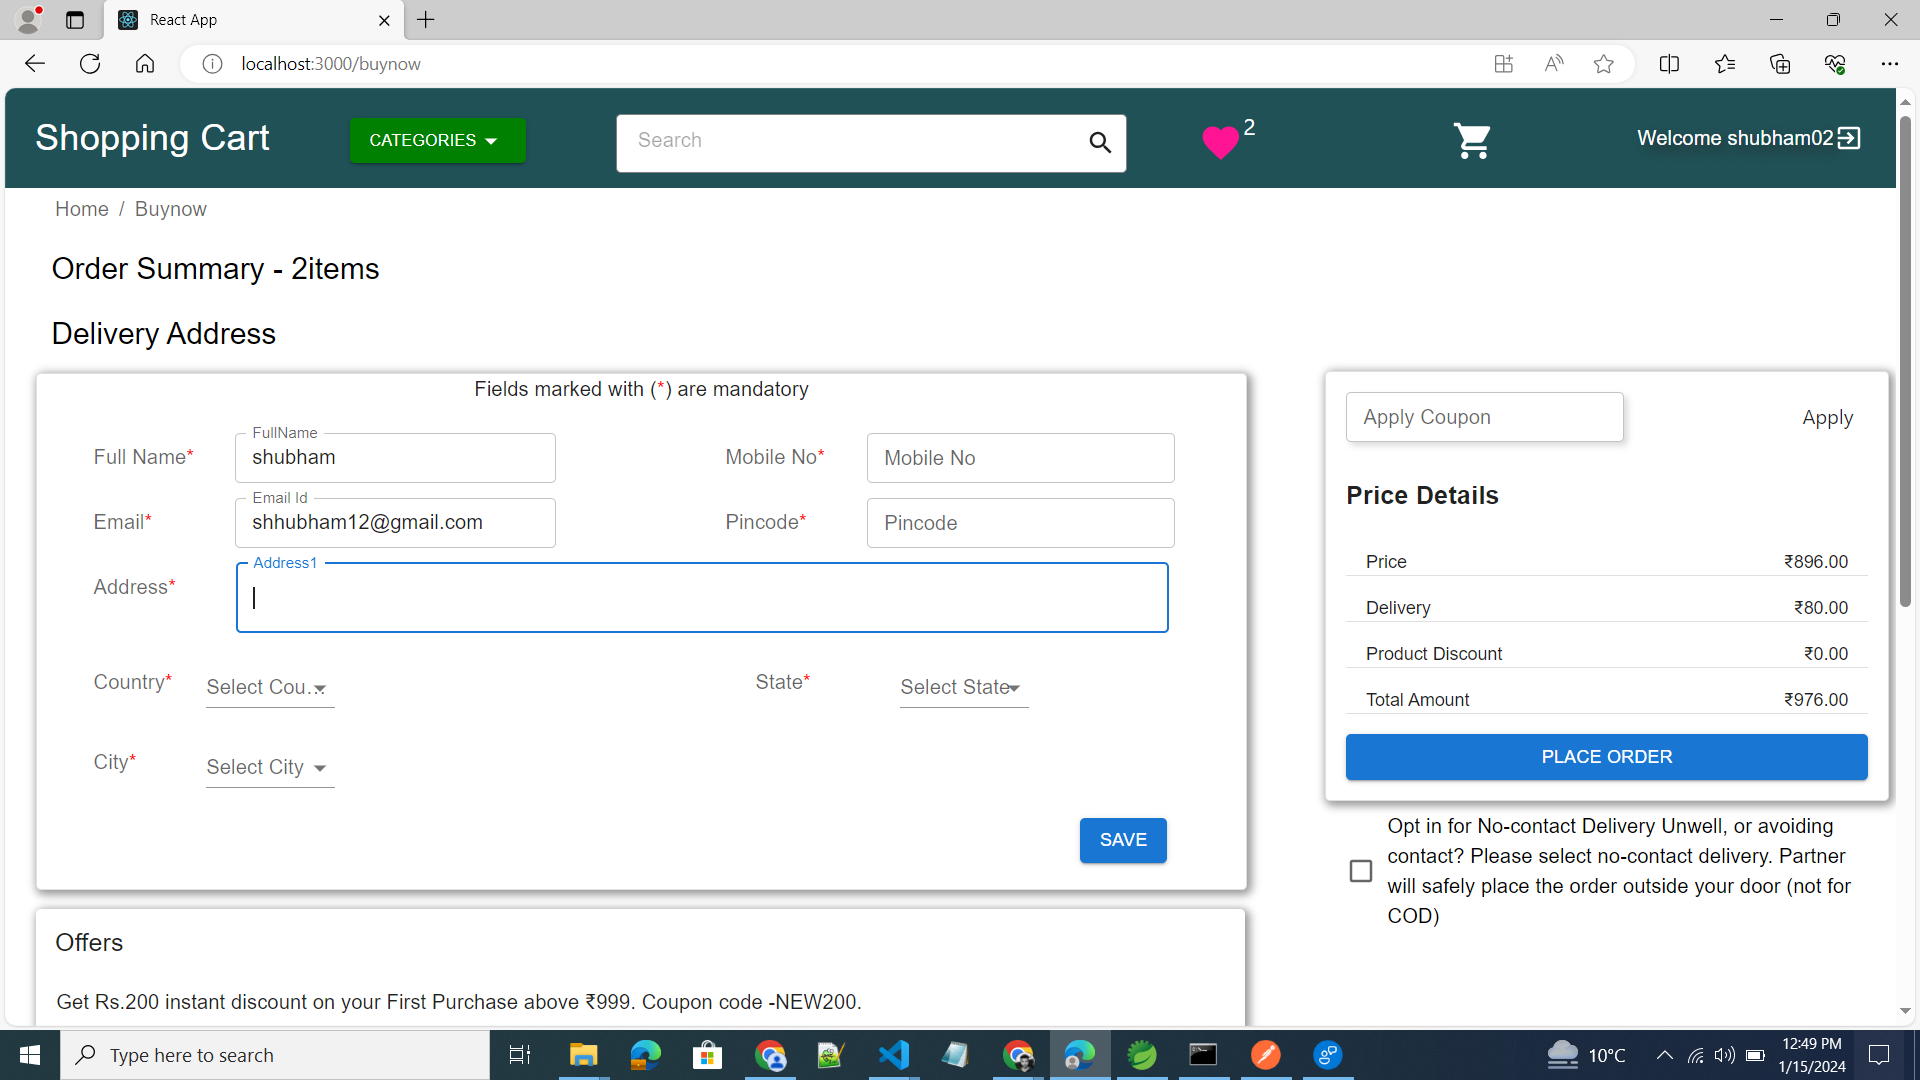 React App
localhost:3000/buynow
Shopping Cart
CATEGORIES
Search
2
Welcome shubham02
Home / Buynow
Order Summary - 2items
Delivery Address
Fields marked with (*) are mandatory
Full Name*
FullName
shubham
Mobile No*
Mobile No
Email*
Email Id
shhubham12@gmail.com
Pincode*
Pincode
Address*
Address1
Country*
Select Cou...
State*
Select State
City*
Select City
SAVE
Apply Coupon
Apply
Price Details
Price ₹896.00
Delivery ₹80.00
Product Discount ₹0.00
Total Amount ₹976.00
PLACE ORDER
Opt in for No-contact Delivery Unwell, or avoiding
contact? Please select no-contact delivery. Partner
will safely place the order outside your door (not for
COD)
Offers
Get Rs.200 instant discount on your First Purchase above ₹999. Coupon code -NEW200.
Type here to search
10°C
12:49 PM
1/15/2024